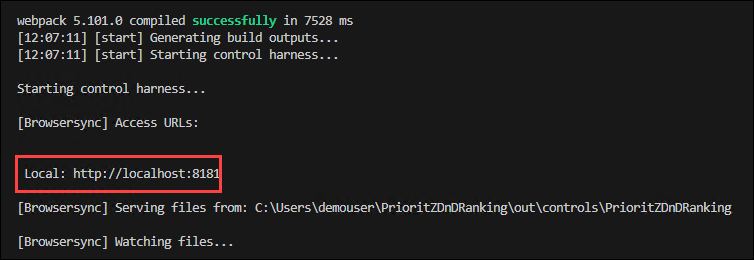 webpack 5.101.0 compiled successfully in 7528 ms
[12:07:11] [start] Generating build outputs...
[12:07:11] [start] Starting control harness...
Starting control harness...
[Browsersync] Access URLs:
Local: http://localhost:8181
[Browsersync] Serving files from: C:\Users\demouser\PrioritZDnDRanking\out\controls\PrioritZDnDRanking
[Browsersync] Watching files...